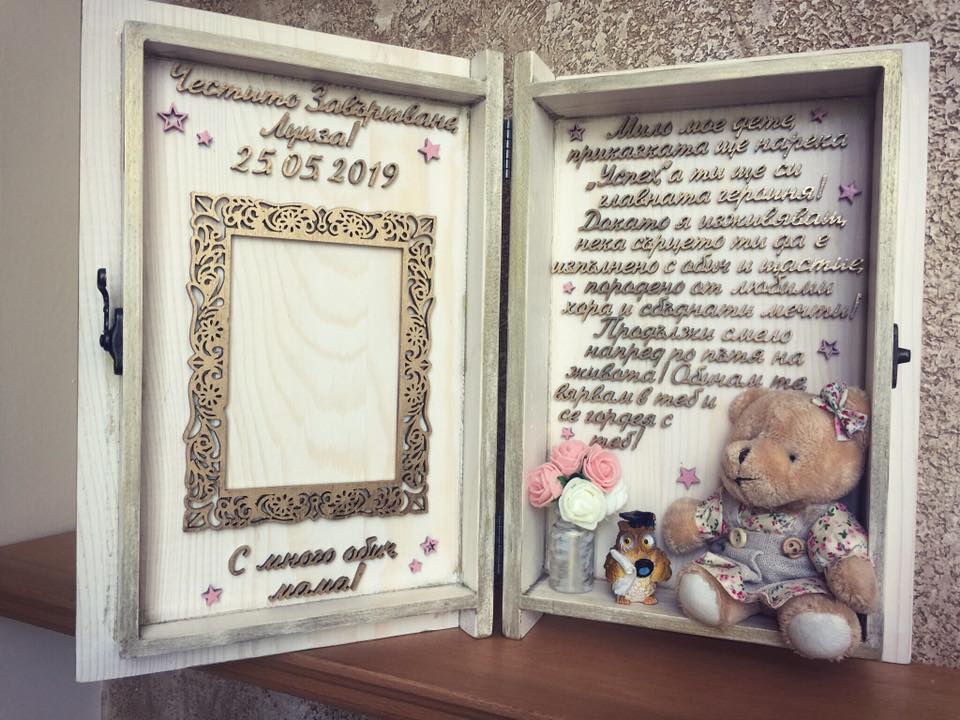 Честито Завършване,
Луиза!
25.05.2019
С много обич,
мама!
Мило мое дете,
приказката ще нарека
„Успех“, а ти ще си
главната героиня!
Докато я изживяваш,
нека сърцето ти да е
изпълнено с обич и щастие,
породено от любими
хора и сбъднати мечти!
Продължи смело
напред по пътя на
живота! Обичам те,
вярвам в теб и
се гордея с
теб!